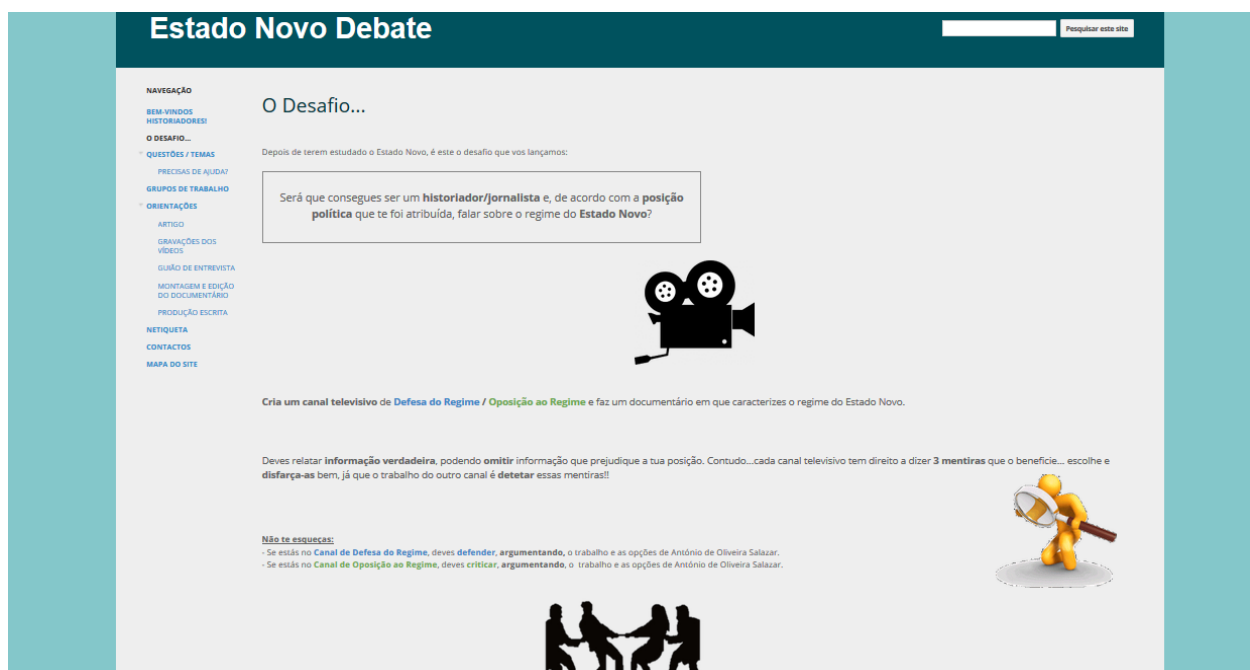 Estado Novo Debate
Pesquisar este site
NAVEGAÇÃO
BEM-VINDOS
HISTORIADORES!
O DESAFIO...
QUESTÕES / TEMAS
PRECISAS DE AJUDA?
GRUPOS DE TRABALHO
ORIENTAÇÕES
ARTIGO
GRAVAÇÕES DOS
VÍDEOS
GUIÃO DE ENTREVISTA
MONTAGEM E EDIÇÃO
DO DOCUMENTÁRIO
PRODUÇÃO ESCRITA
NETIQUETA
CONTACTOS
MAPA DO SITE
O Desafio...
Depois de terem estudado o Estado Novo, é este o desafio que vos lançamos:
Será que consegues ser um historiador/jornalista e, de acordo com a posição
política que te foi atribuída, falar sobre o regime do Estado Novo?
Cria um canal televisivo de Defesa do Regime / Oposição ao Regime e faz um documentário em que caracterizes o regime do Estado Novo.
Deves relatar informação verdadeira, podendo omitir informação que prejudique a tua posição. Contudo...cada canal televisivo tem direito a dizer 3 mentiras que o beneficie... escolhe e
disfarça-as bem, já que o trabalho do outro canal é detetar essas mentiras!!
Não te esqueças:
- Se estás no Canal de Defesa do Regime, deves defender, argumentando, o trabalho e as opções de António de Oliveira Salazar.
- Se estás no Canal de Oposição ao Regime, deves criticar, argumentando, o  trabalho e as opções de António de Oliveira Salazar.